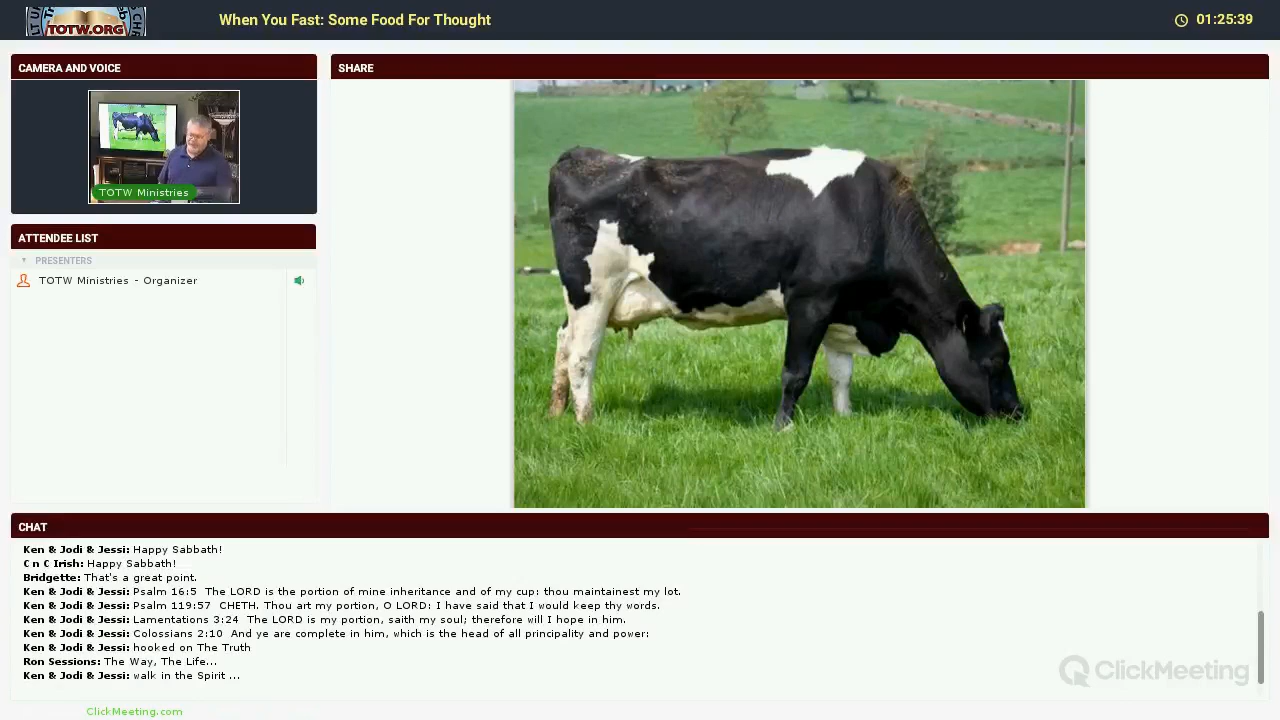 TOTW.ORG
When You Fast: Some Food For Thought
01:25:39
CAMERA AND VOICE
SHARE
TOTW Ministries
ATTENDEE LIST
PRESENTERS
TOTW Ministries - Organizer
CHAT
Ken & Jodi & Jessi: Happy Sabbath!
C n C Irish: Happy Sabbath!
Bridgette: That's a great point.
Ken & Jodi & Jessi: Psalm 16:5 The LORD is the portion of mine inheritance and of my cup: thou maintainest my lot.
Ken & Jodi & Jessi: Psalm 119:57 CHETH. Thou art my portion, O LORD: I have said that I would keep thy words.
Ken & Jodi & Jessi: Lamentations 3:24 The LORD is my portion, saith my soul; therefore will I hope in him.
Ken & Jodi & Jessi: Colossians 2:10 And ye are complete in him, which is the head of all principality and power:
Ken & Jodi & Jessi: hooked on The Truth
Ron Sessions: The Way, The Life...
Ken & Jodi & Jessi: walk in the Spirit ...
ClickMeeting
ClickMeeting.com